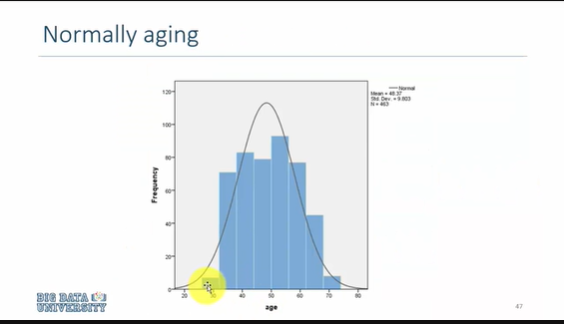 Normally aging
Normal
Mean = 48.37
Std. Dev. = 9.803
N = 463
120
100
80
60
40
20
0
Frequency
20
30
40
50
60
70
80
age
BIG DATA
UNIVERSITY
47